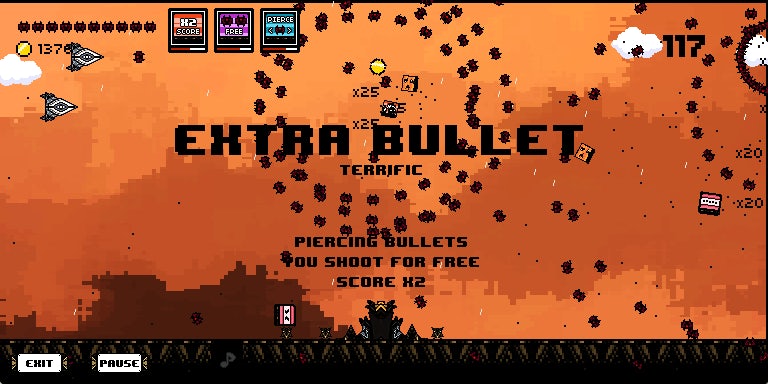 X2
SCORE
FREE
PIERCE
1376
117
x25
x25
EXTRA BULLET
TERRIFIC
x20
x20
PIERCING BULLETS
YOU SHOOT FOR FREE
SCORE X2
EXIT
PAUSE